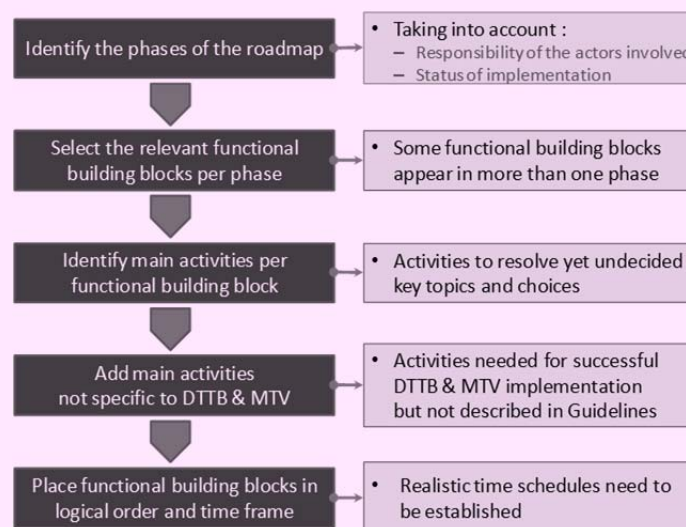 Identify the phases of the roadmap
• Taking into account :
– Responsibility of the actors involved
– Status of implementation
Select the relevant functional
building blocks per phase
• Some functional building blocks
appear in more than one phase
Identify main activities per
functional building block
• Activities to resolve yet undecided
key topics and choices
Add main activities
not specific to DTTB & MTV
• Activities needed for successful
DTTB & MTV implementation
but not described in Guidelines
Place functional building blocks in
logical order and time frame
• Realistic time schedules need to
be established